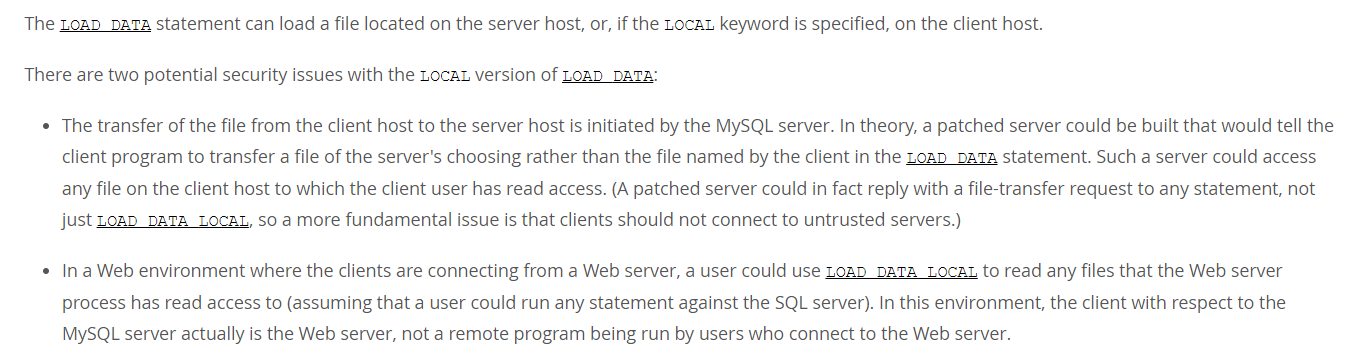 The LOAD DATA statement can load a file located on the server host, or, if the LOCAL keyword is specified, on the client host.
There are two potential security issues with the LOCAL version of LOAD DATA:
• The transfer of the file from the client host to the server host is initiated by the MySQL server. In theory, a patched server could be built that would tell the
client program to transfer a file of the server's choosing rather than the file named by the client in the LOAD DATA statement. Such a server could access
any file on the client host to which the client user has read access. (A patched server could in fact reply with a file-transfer request to any statement, not
just LOAD DATA LOCAL, so a more fundamental issue is that clients should not connect to untrusted servers.)
• In a Web environment where the clients are connecting from a Web server, a user could use LOAD DATA LOCAL to read any files that the Web server
process has read access to (assuming that a user could run any statement against the SQL server). In this environment, the client with respect to the
MySQL server actually is the Web server, not a remote program being run by users who connect to the Web server.